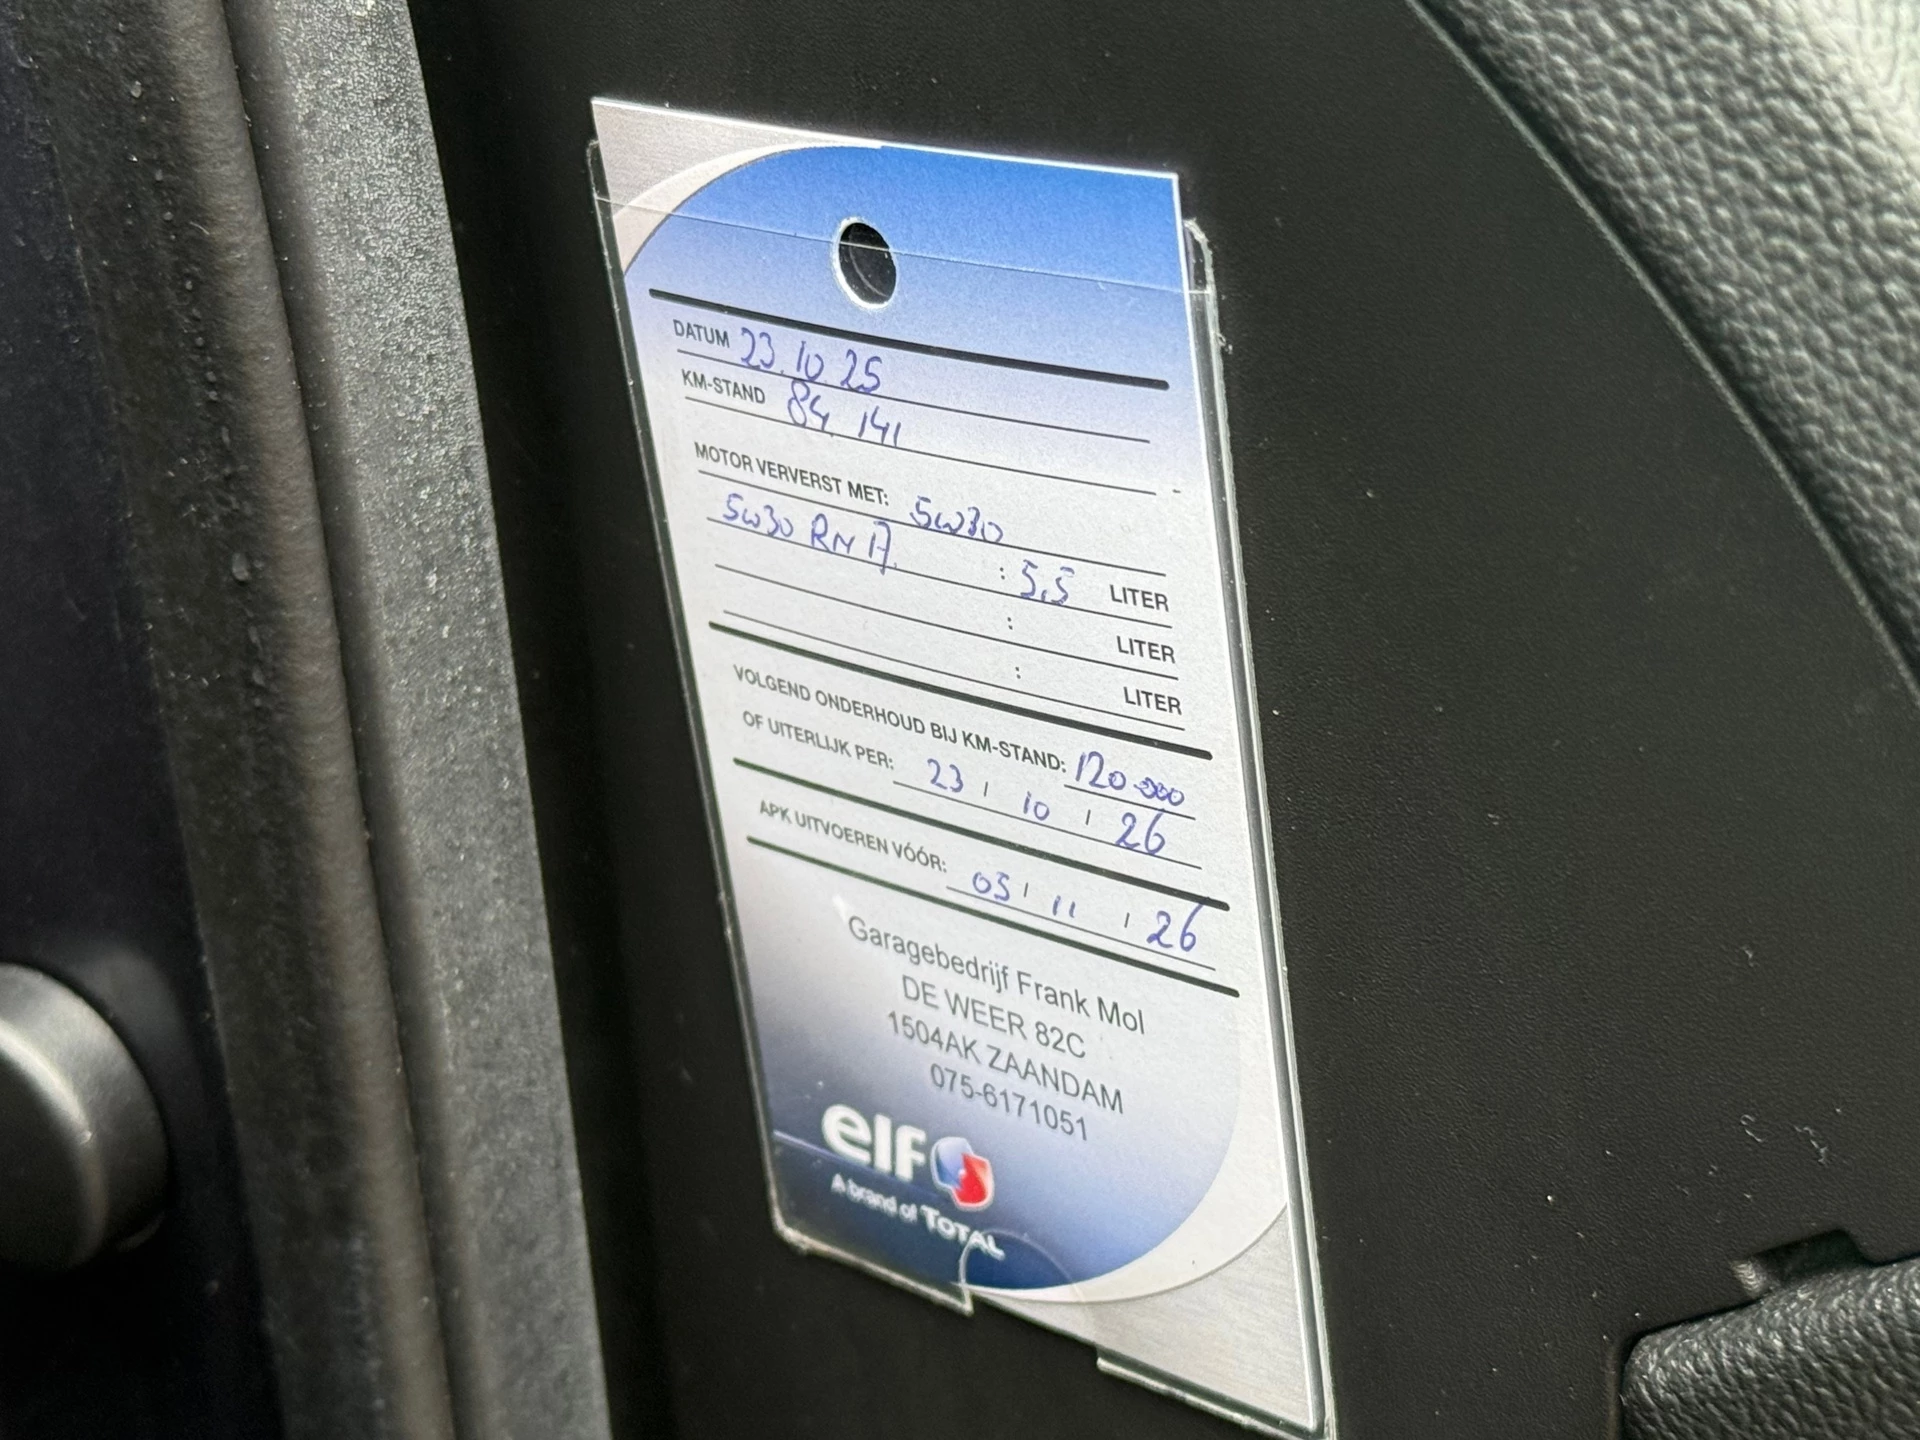 DATUM 23.10.25
KM-STAND 84.141
MOTOR VERVERST MET: 5W30
5W30 RN17 : 5,5 LITER
: LITER
: LITER
VOLGEND ONDERHOUD BIJ KM-STAND: 120.000
OF UITERLIJK PER: 23 / 10 / 26
APK UITVOEREN VÓÓR: 05 / 11 / 26
Garagebedrijf Frank Mol
DE WEER 82C
1504AK ZAANDAM
075-6171051
elf
A brand of TOTAL